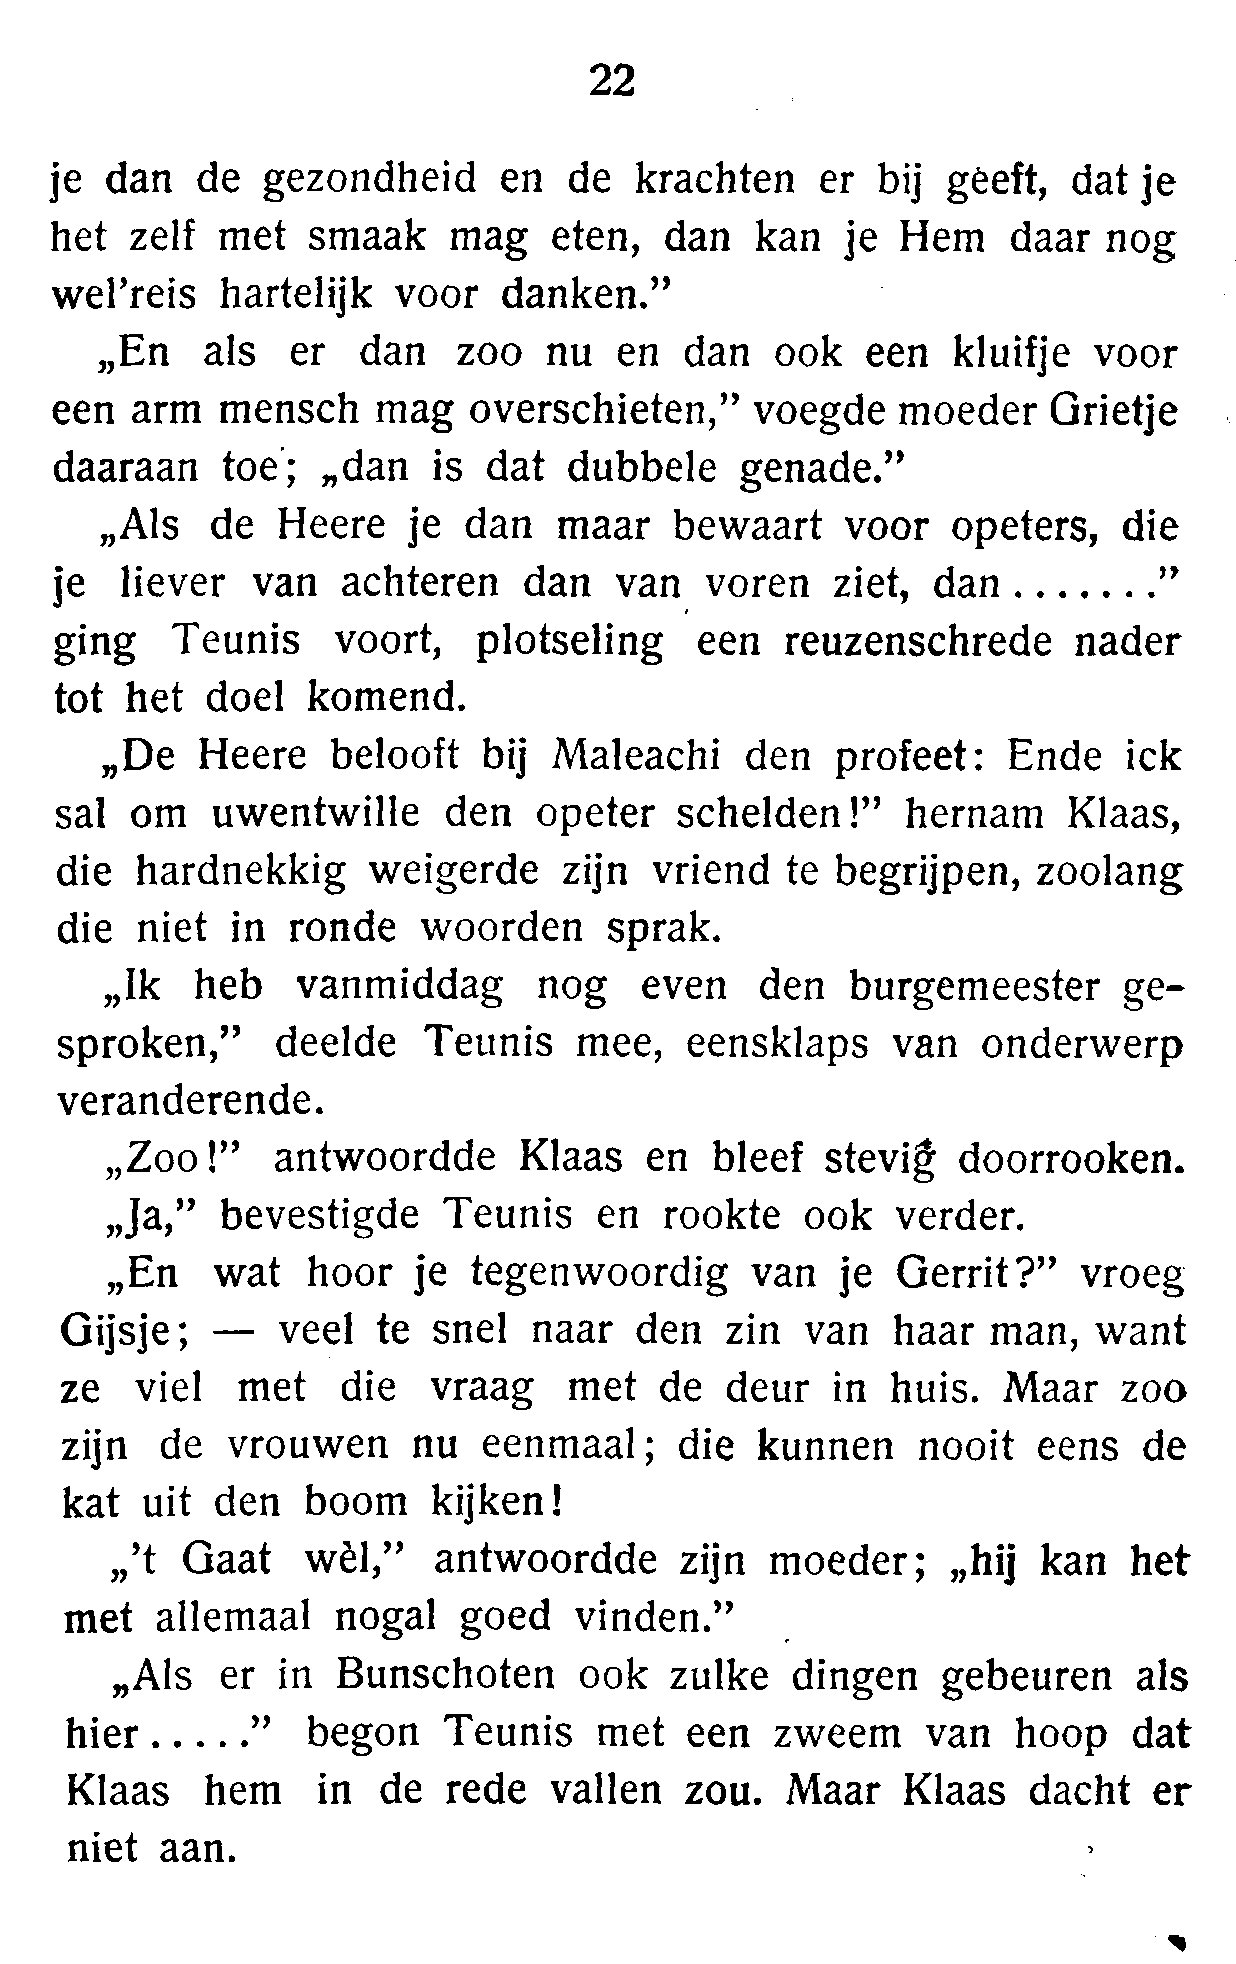 22
je dan de gezondheid en de krachten er bij geeft, dat je
het zelf met smaak mag eten, dan kan je Hem daar nog
wel'reis hartelijk voor danken.”
„En als er dan zoo nu en dan ook een kluifje voor
een arm mensch mag overschieten,” voegde moeder Grietje
daaraan toe; „dan is dat dubbele genade.”
„Als de Heere je dan maar bewaart voor opeters, die
je liever van achteren dan van voren ziet, dan . . . . . . .”
ging Teunis voort, plotseling een reuzenschrede nader
tot het doel komend.
„De Heere belooft bij Maleachi den profeet: Ende ick
sal om uwentwille den opeter schelden!” hernam Klaas,
die hardnekkig weigerde zijn vriend te begrijpen, zoolang
die niet in ronde woorden sprak.
„Ik heb vanmiddag nog even den burgemeester ge-
sproken,” deelde Teunis mee, eensklaps van onderwerp
veranderende.
„Zoo!” antwoordde Klaas en bleef stevig doorrooken.
„Ja,” bevestigde Teunis en rookte ook verder.
„En wat hoor je tegenwoordig van je Gerrit?” vroeg
Gijsje; — veel te snel naar den zin van haar man, want
ze viel met die vraag met de deur in huis. Maar zoo
zijn de vrouwen nu eenmaal; die kunnen nooit eens de
kat uit den boom kijken!
„'t Gaat wèl,” antwoordde zijn moeder; „hij kan het
met allemaal nogal goed vinden.”
„Als er in Bunschoten ook zulke dingen gebeuren als
hier . . . . .” begon Teunis met een zweem van hoop dat
Klaas hem in de rede vallen zou. Maar Klaas dacht er
niet aan.